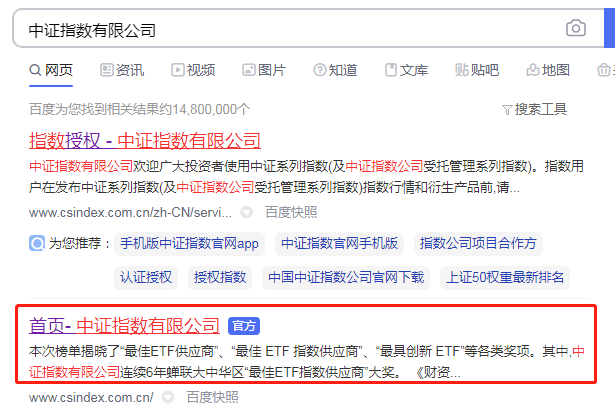 中证指数有限公司
网页 资讯 视频 图片 知道 文库 贴吧 地图
百度为您找到相关结果约14,800,000个 搜索工具
指数授权 - 中证指数有限公司
中证指数有限公司欢迎广大投资者使用中证系列指数(及中证指数公司受托管理系列指数)。指数用
户在发布中证系列指数(及中证指数公司受托管理系列指数)指数行情和衍生产品前,请...
www.csindex.com.cn/zh-CN/servi... 百度快照
为您推荐： 手机版中证指数官网app 中证指数官网手机版 指数公司项目合作方
认证授权 授权指数 中国中证指数公司官网下载 上证50权重最新排名
首页- 中证指数有限公司 官方
本次榜单揭晓了“最佳ETF供应商”、“最佳 ETF 指数供应商”、“最具创新 ETF”等各类奖项。其中,中
证指数有限公司连续6年蝉联大中华区“最佳ETF指数供应商”大奖。 《财资...
www.csindex.com.cn/ 百度快照